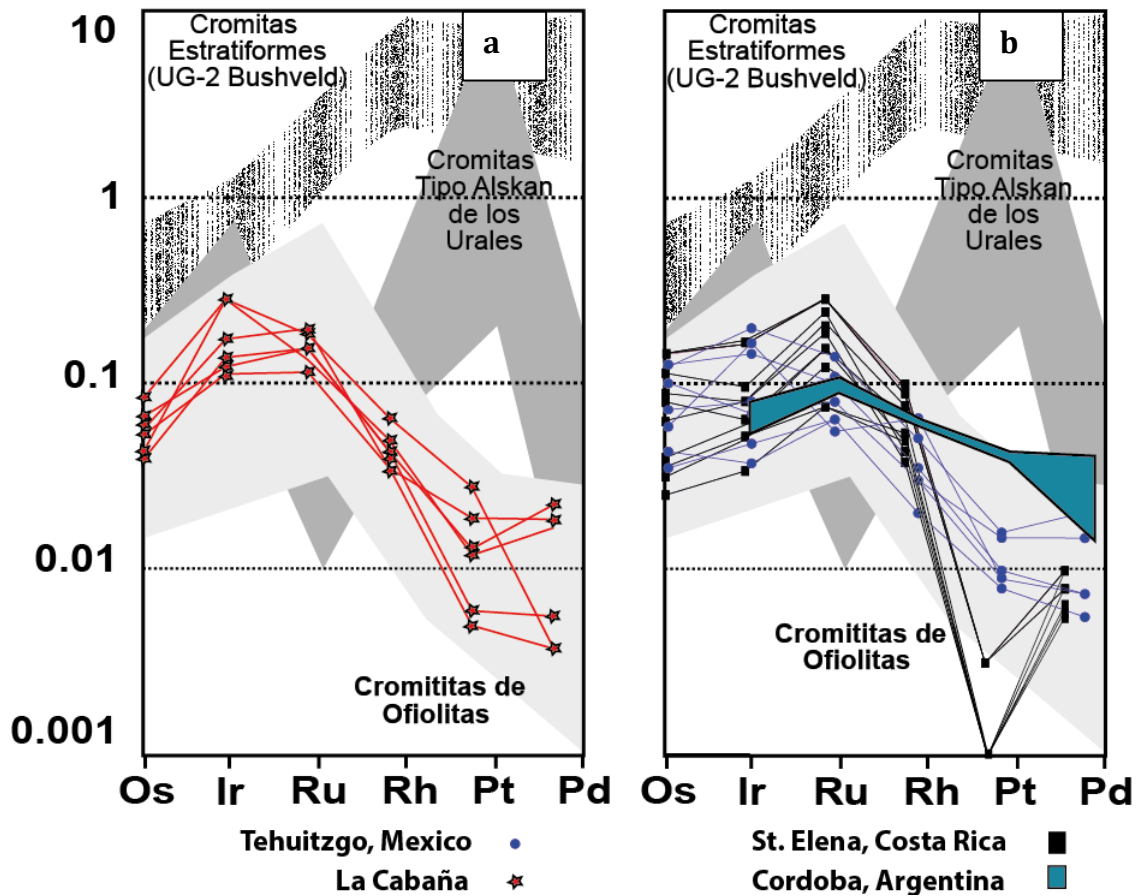 10
1
0.1
0.01
0.001
Cromitas
Estratiformes
(UG-2 Bushveld)
a
Cromitas
Tipo Alskan
de los
Urales
Cromititas de
Ofiolitas
Os Ir Ru Rh Pt Pd
Cromitas
Estratiformes
(UG-2 Bushveld)
b
Cromitas
Tipo Alskan
de los
Urales
Cromititas de
Ofiolitas
Os Ir Ru Rh Pt Pd
Tehuitzgo, Mexico
La Cabaña
St. Elena, Costa Rica
Cordoba, Argentina